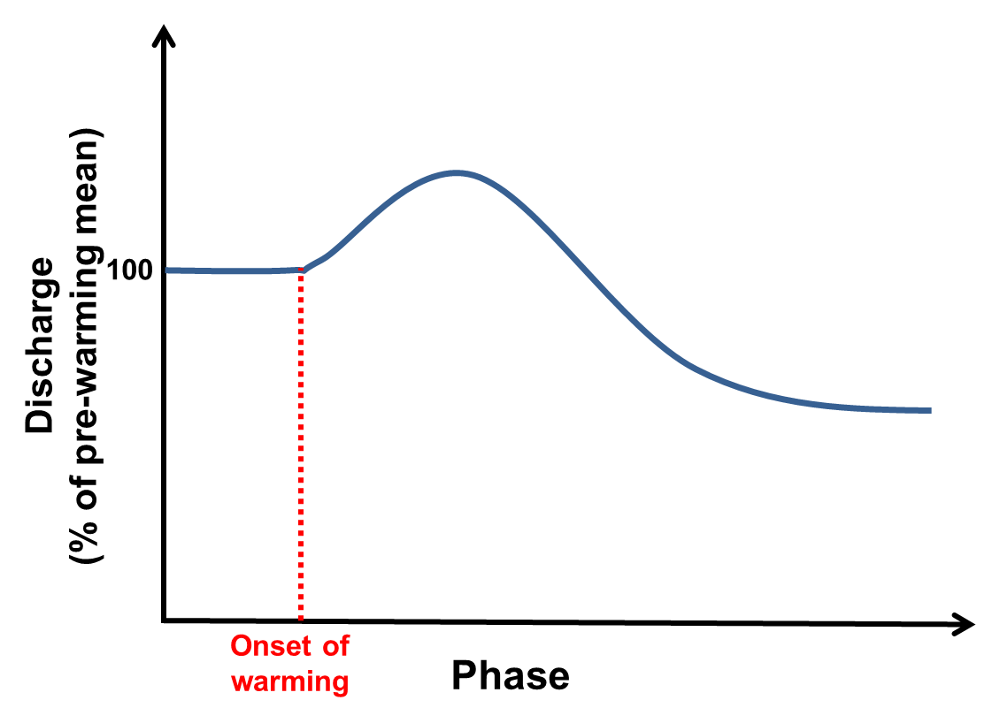 Discharge
(% of pre-warming mean)
100
Onset of
warming
Phase